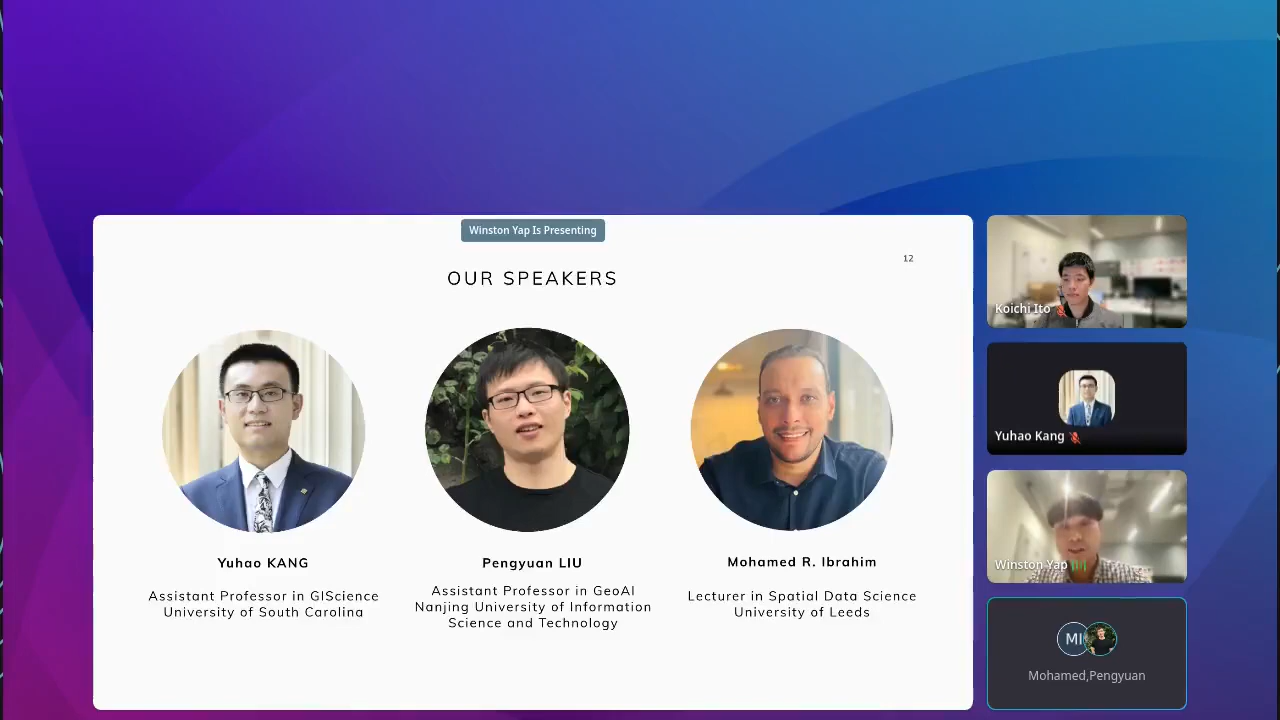 Winston Yap Is Presenting
12
OUR SPEAKERS
Yuhao KANG
Assistant Professor in GIScience
University of South Carolina
Pengyuan LIU
Assistant Professor in GeoAI
Nanjing University of Information
Science and Technology
Mohamed R. Ibrahim
Lecturer in Spatial Data Science
University of Leeds
Koichi Ito
Yuhao Kang
Winston Yap
MI
Mohamed,Pengyuan